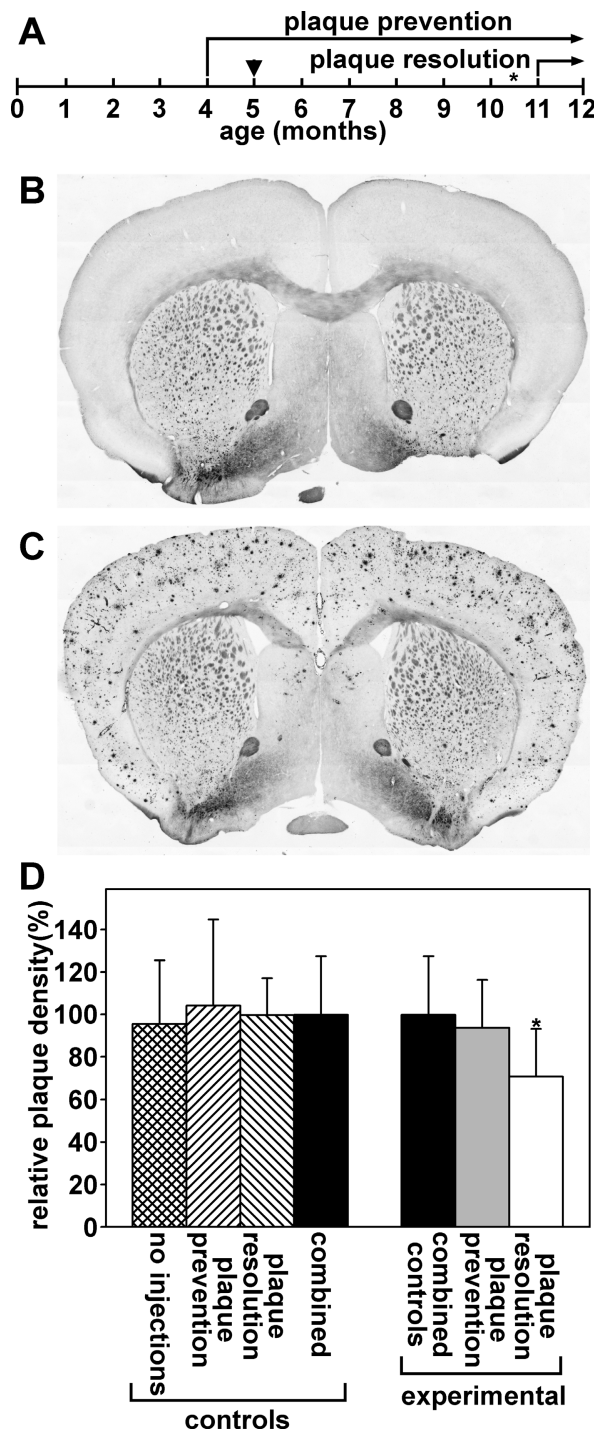 A
plaque prevention
plaque resolution
*
0 1 2 3 4 5 6 7 8 9 10 11 12
age (months)
B
C
D
relative plaque density(%)
140
120
100
80
60
40
20
0
*
no injections
plaque
prevention
plaque
resolution
combined
combined
controls
plaque
prevention
plaque
resolution
controls
experimental